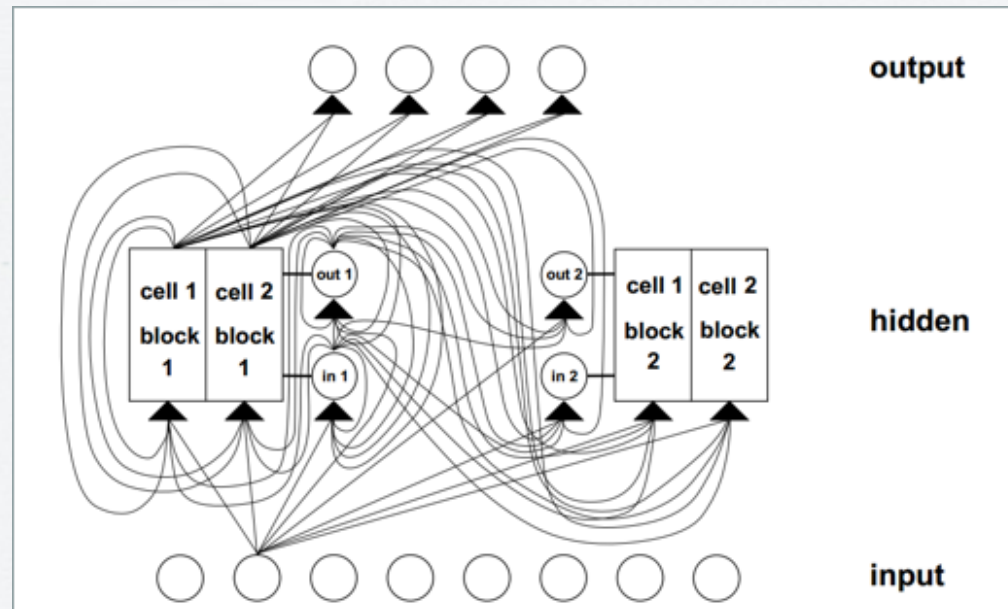 output
out 1
out 2
cell 1
cell 2
cell 1
cell 2
hidden
block
block
block
block
1
1
2
2
in 1
in 2
input